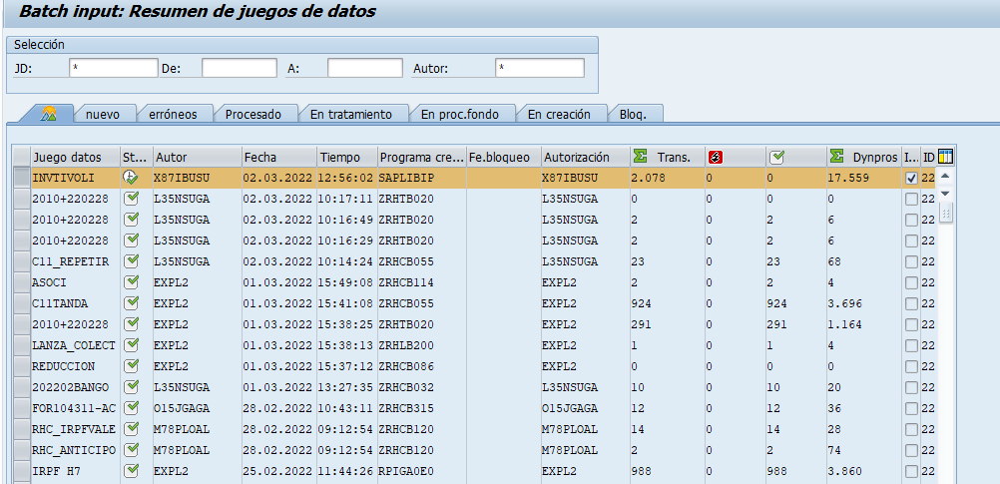 Batch input: Resumen de juegos de datos
Selección
JD: * De: A: Autor: *
nuevo erróneos Procesado En tratamiento En proc.fondo En creación Bloq.
Juego datos St... Autor Fecha Tiempo Programa cre... Fe.bloqueo Autorización Trans. Dynpros I... ID
INVTIVOLI X87IBUSU 02.03.2022 12:56:02 SAPLIBIP X87IBUSU 2.078 0 0 17.559 22
2010+220228 L35NSUGA 02.03.2022 10:17:11 ZRHTB020 L35NSUGA 0 0 0 0 22
2010+220228 L35NSUGA 02.03.2022 10:16:49 ZRHTB020 L35NSUGA 2 0 2 6 22
2010+220228 L35NSUGA 02.03.2022 10:16:29 ZRHTB020 L35NSUGA 2 0 2 6 22
C11_REPETIR L35NSUGA 02.03.2022 10:14:24 ZRHCB055 L35NSUGA 23 0 23 68 22
ASOCI EXPL2 01.03.2022 15:49:08 ZRHCB114 EXPL2 2 0 2 4 22
C11TANDA EXPL2 01.03.2022 15:41:08 ZRHCB055 EXPL2 924 0 924 3.696 22
2010+220228 EXPL2 01.03.2022 15:38:25 ZRHTB020 EXPL2 291 0 291 1.164 22
LANZA_COLECT EXPL2 01.03.2022 15:38:13 ZRHLB200 EXPL2 1 0 1 4 22
REDUCCION EXPL2 01.03.2022 15:37:12 ZRHCB086 EXPL2 0 0 0 0 22
202202BANGO L35NSUGA 01.03.2022 13:27:35 ZRHCB032 L35NSUGA 10 0 10 20 22
FOR104311-AC O15JGAGA 28.02.2022 10:43:11 ZRHCB315 O15JGAGA 12 0 12 36 22
RHC_IRPFVALE M78PLOAL 28.02.2022 09:12:54 ZRHCB120 M78PLOAL 14 0 14 28 22
RHC_ANTICIPO M78PLOAL 28.02.2022 09:12:54 ZRHCB120 M78PLOAL 2 0 2 74 22
IRPF H7 EXPL2 25.02.2022 11:44:26 RPIGA0E0 EXPL2 988 0 988 3.860 22